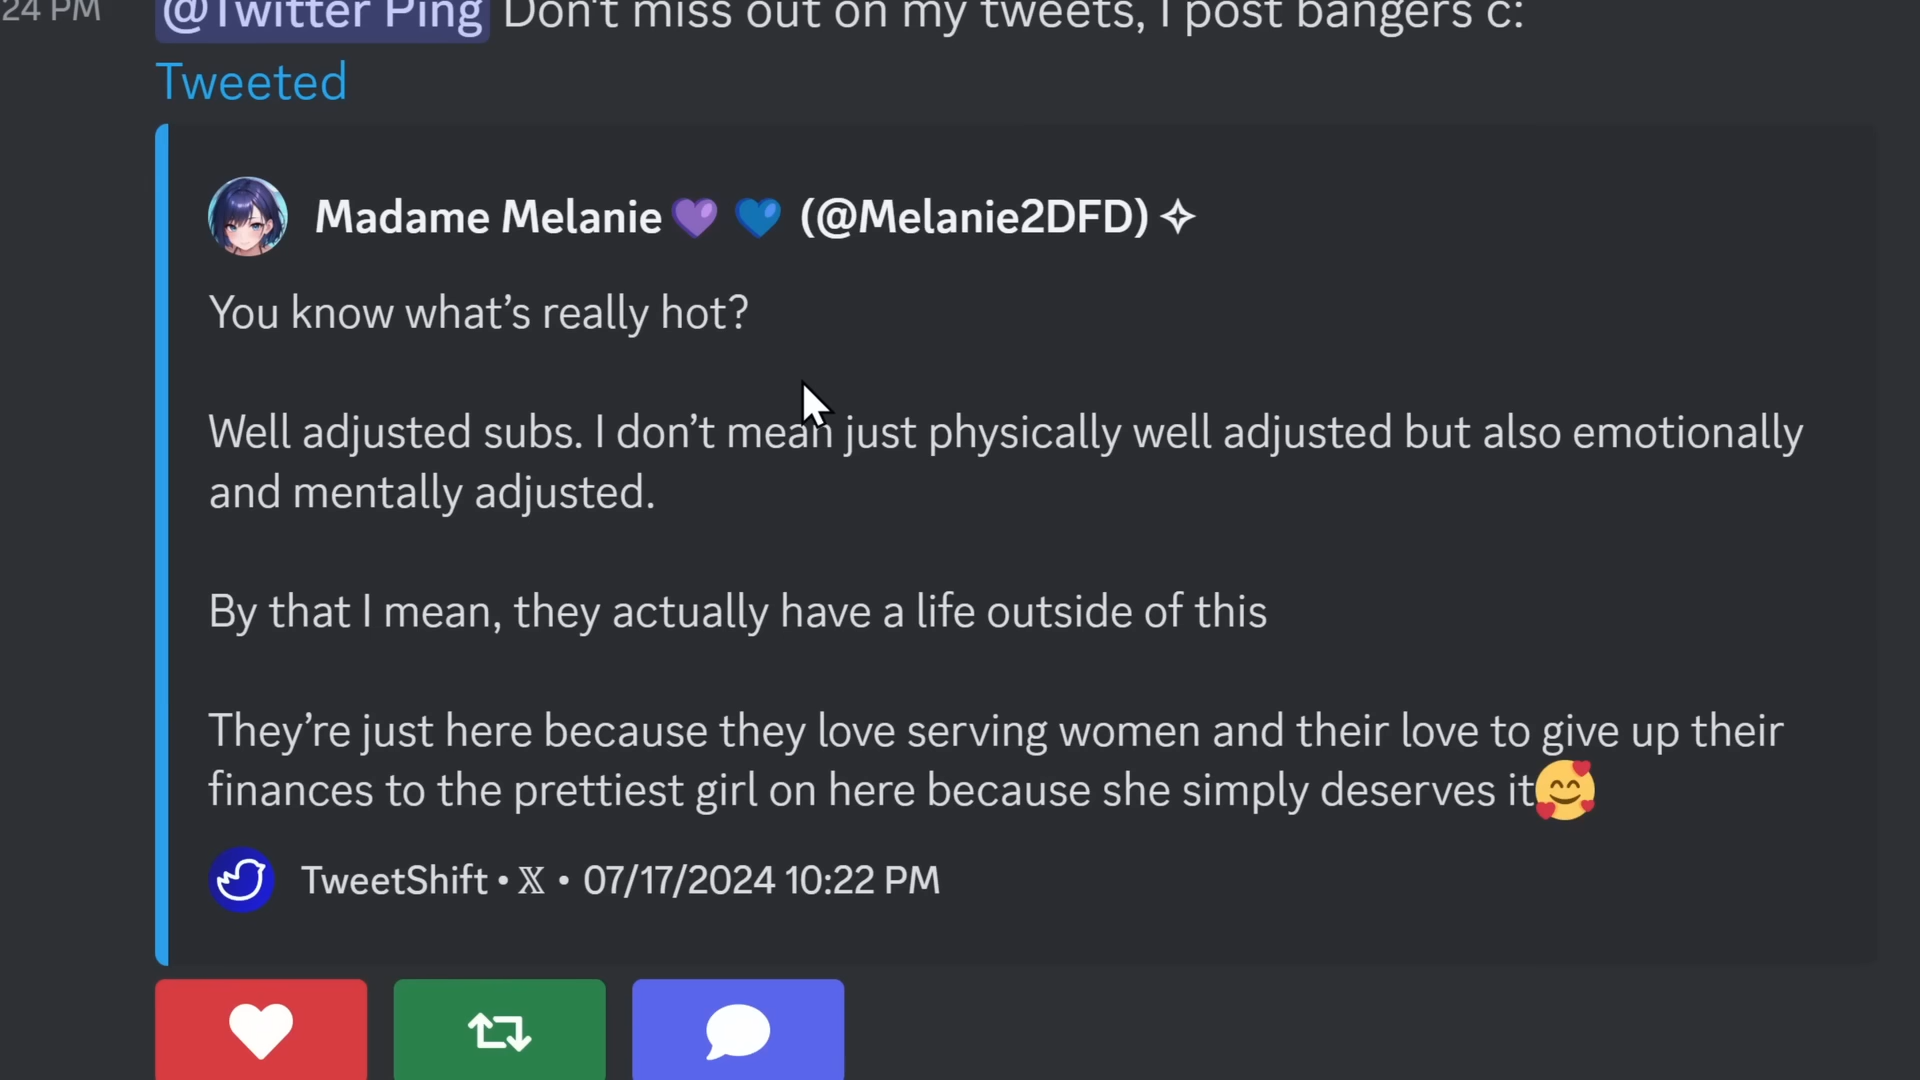 24 PM @Twitter Ping Don't miss out on my tweets, I post bangers c:
Tweeted
Madame Melanie💜 💙 (@Melanie2DFD) ✧
You know what’s really hot?
Well adjusted subs. I don’t mean just physically well adjusted but also emotionally
and mentally adjusted.
By that I mean, they actually have a life outside of this
They’re just here because they love serving women and their love to give up their
finances to the prettiest girl on here because she simply deserves it🥰
TweetShift • 𝕏 • 07/17/2024 10:22 PM